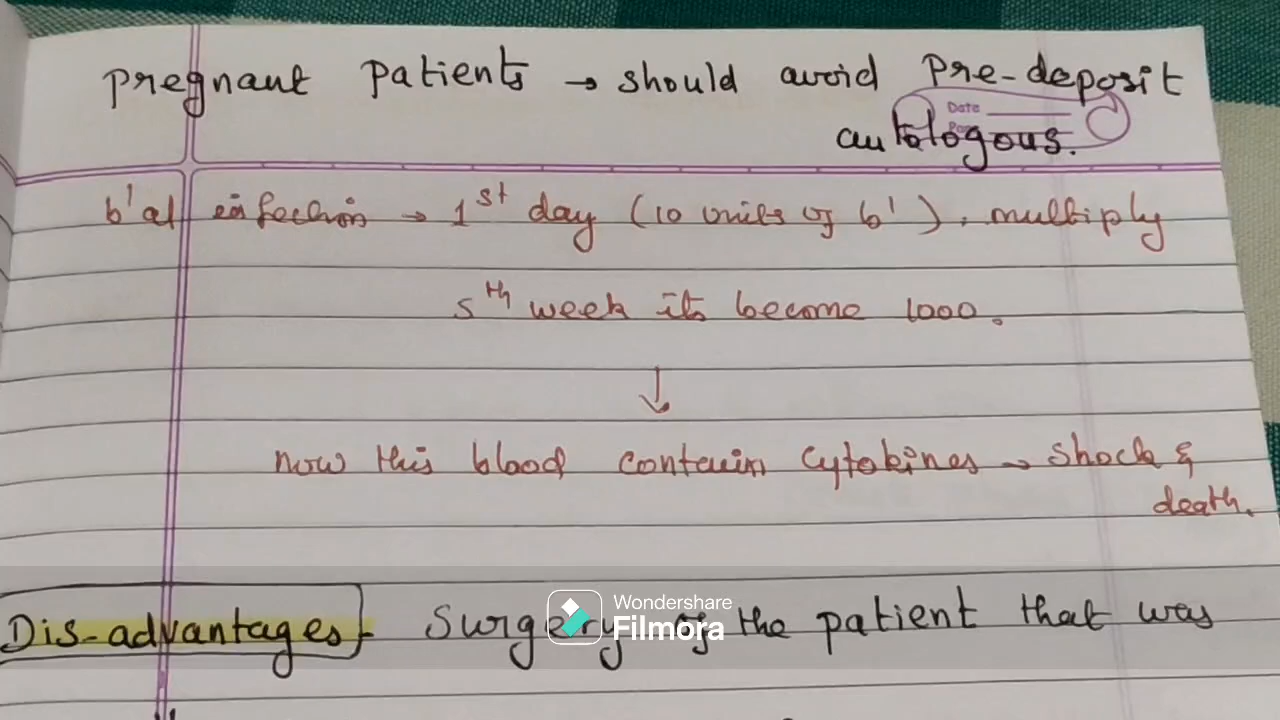 pregnant patients → should avoid pre-deposit
Date
autologous.
b'al infection → 1st day (10 units of b'). multiply
5th week its become 1000.
↓
now this blood contain cytokines → shock &
death.
Dis-advantages - Surgery of the patient that was
Wondershare
Filmora